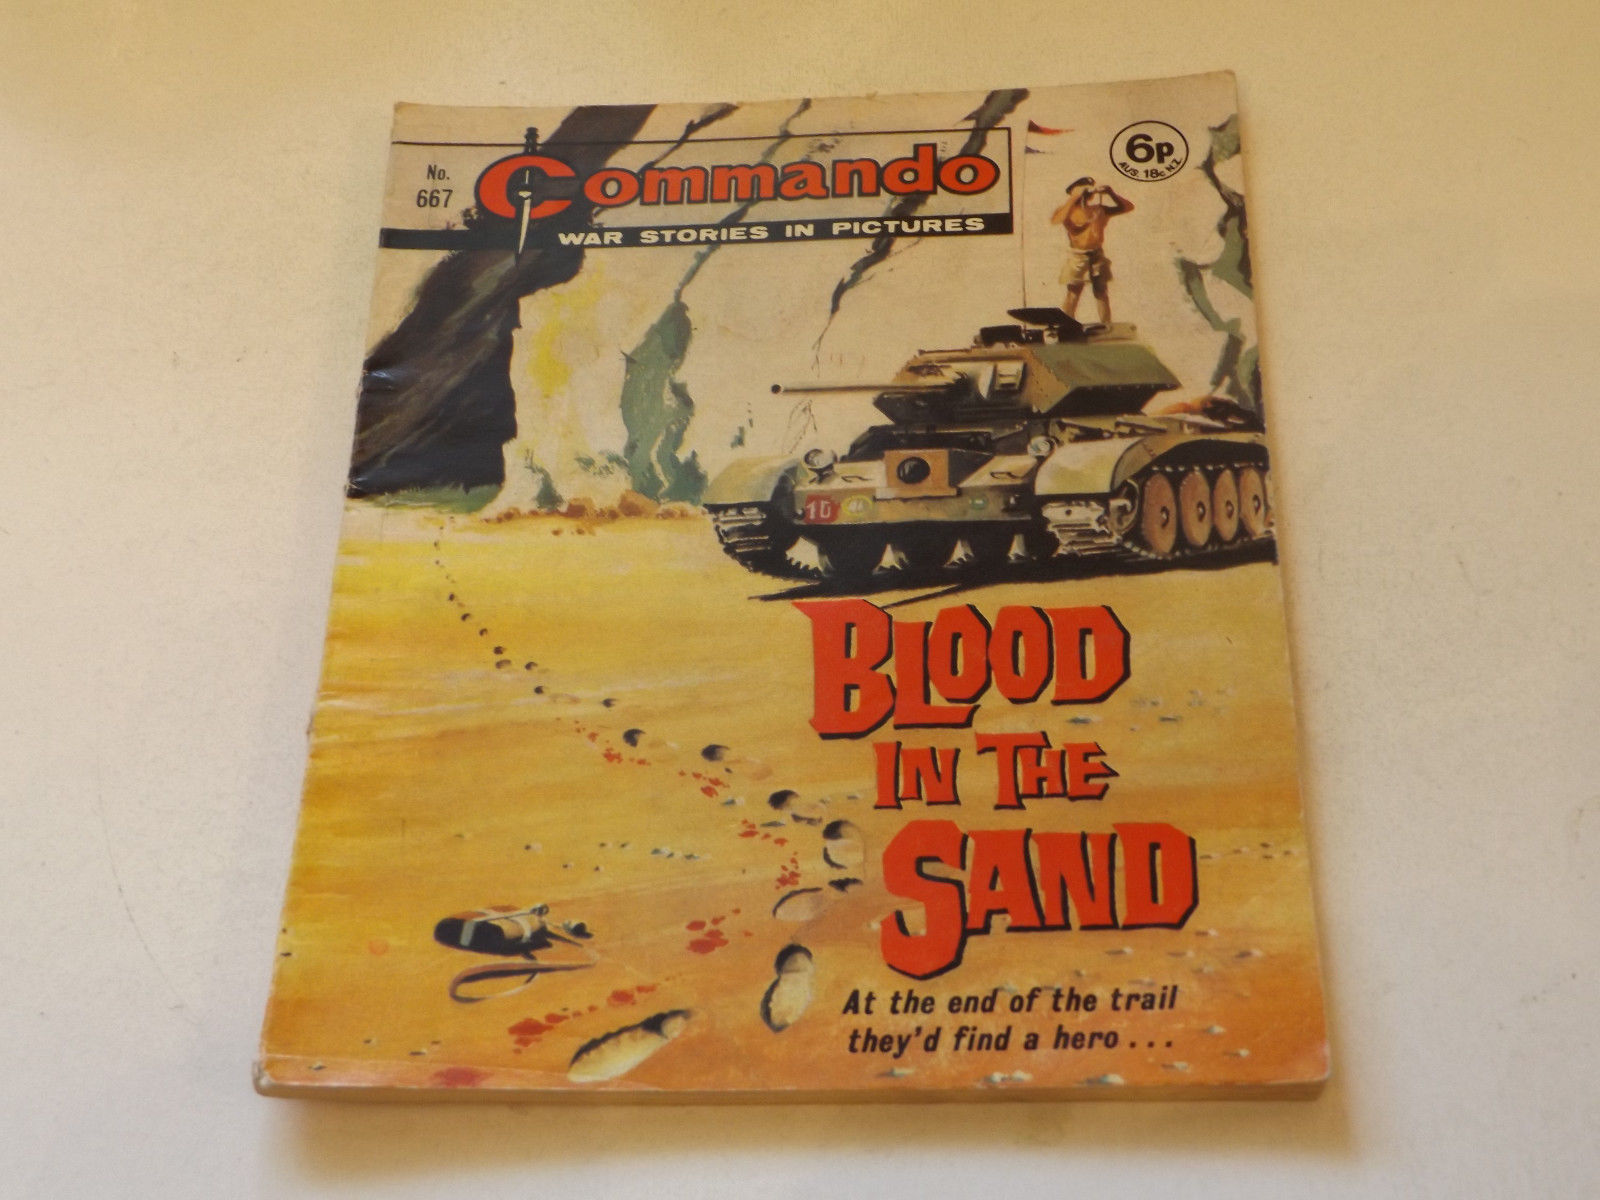 No.
667
Commando
WAR STORIES IN PICTURES
6p
AUS. 18c N.Z.
10
BLOOD
IN THE
SAND
At the end of the trail
they'd find a hero...